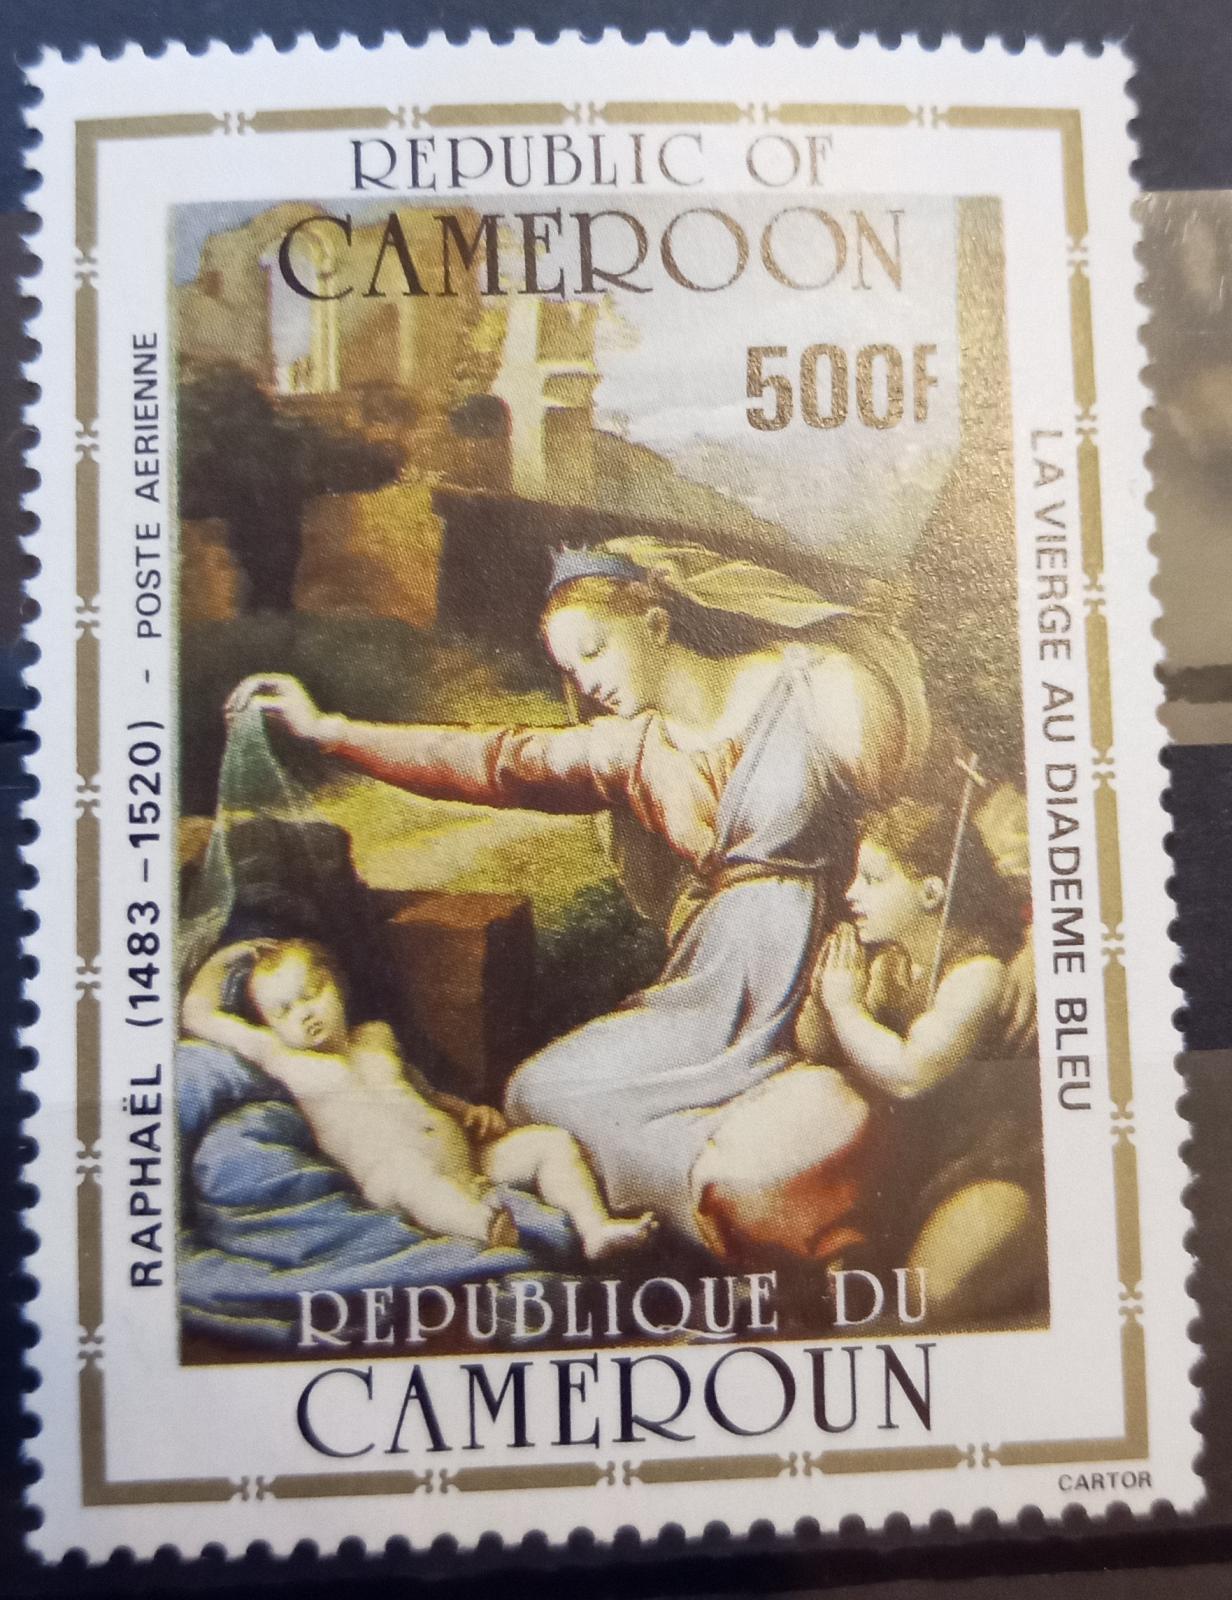 REPUBLIC OF
CAMEROON
500F
RAPHAËL (1483-1520) - POSTE AERIENNE
LA VIERGE AU DIADEME BLEU
REPUBLIQUE DU
CAMEROUN
CARTOR